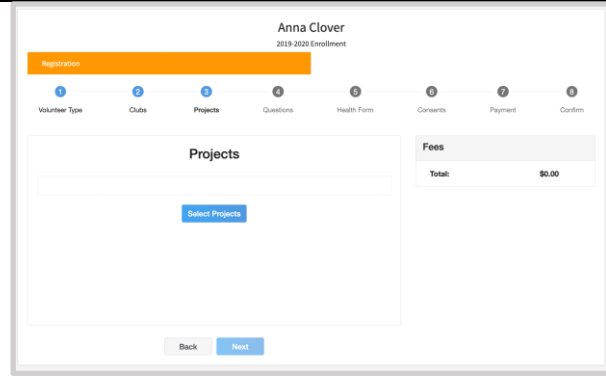 Anna Clover
2019-2020 Enrollment
Registration
1 2 3 4 5 6 7 8
Volunteer Type Clubs Projects Questions Health Form Consents Payment Confirm
Projects
Select Projects
Fees
Total: $0.00
Back Next